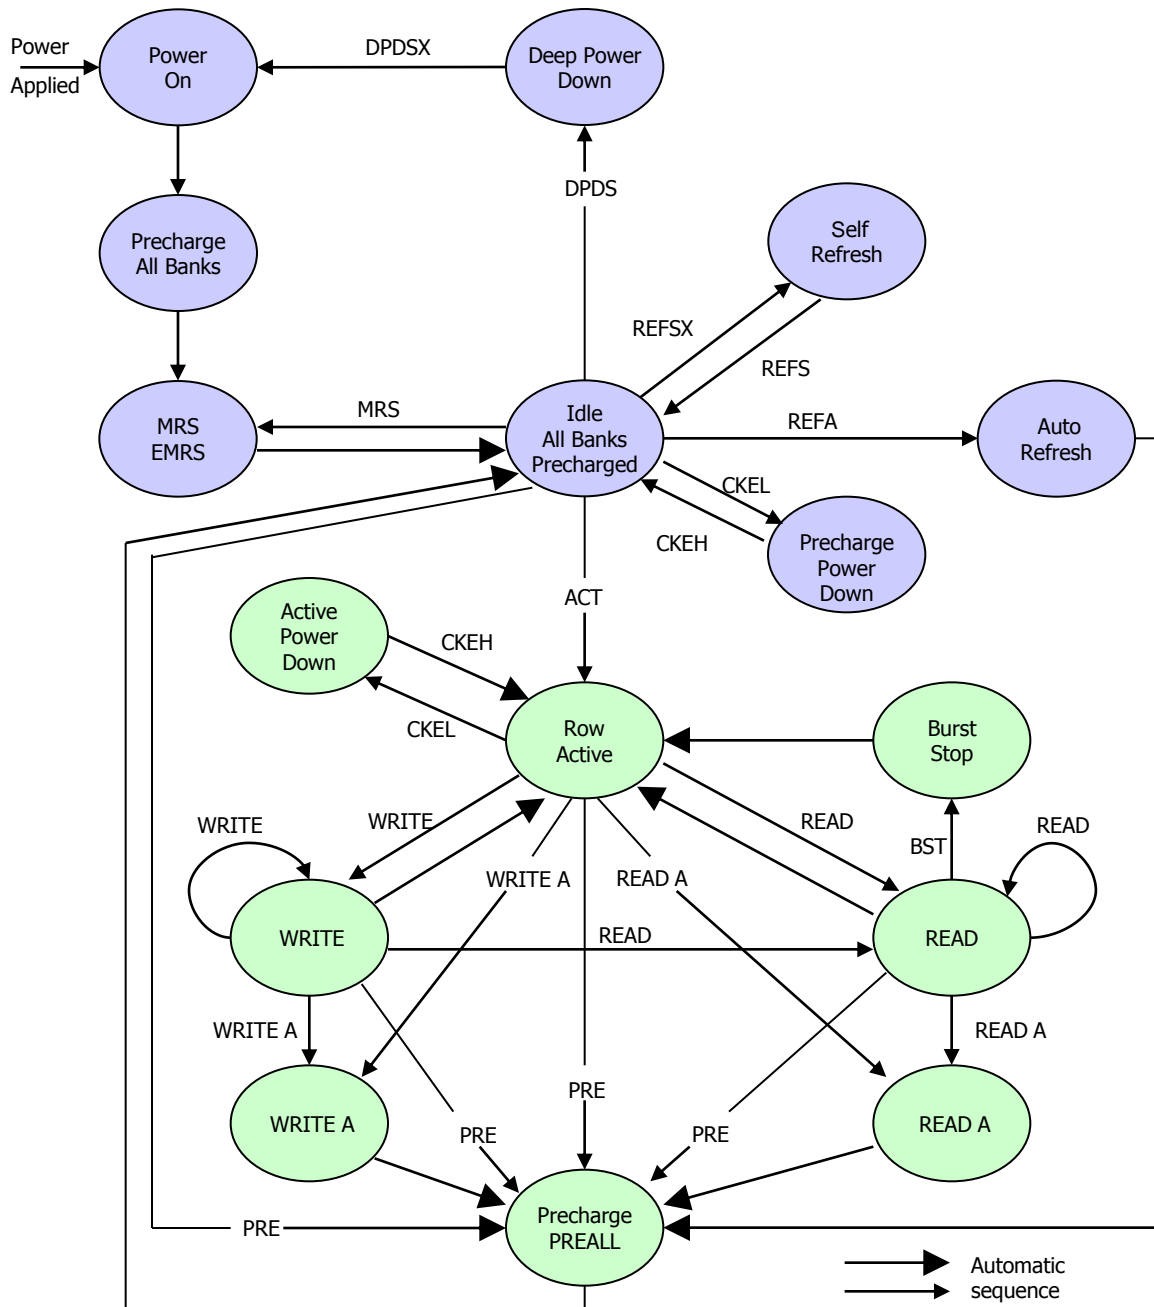 Power
Applied
Power
On
DPDSX
Deep Power
Down
DPDS
Precharge
All Banks
Self
Refresh
REFSX
REFS
MRS
EMRS
MRS
Idle
All Banks
Precharged
REFA
Auto
Refresh
CKEL
CKEH
Precharge
Power
Down
ACT
Active
Power
Down
CKEH
CKEL
Row
Active
Burst
Stop
WRITE
WRITE
READ
BST
READ
WRITE A
READ A
WRITE
READ
READ
WRITE A
READ A
PRE
WRITE A
PRE
PRE
READ A
PRE
Precharge
PREALL
Automatic
sequence